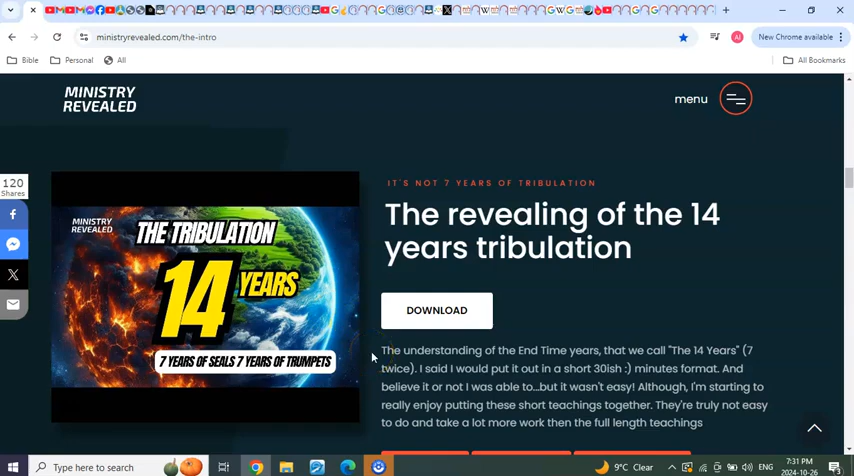 ministryrevealed.com/the-intro
AI
New Chrome available
Bible
Personal
All
All Bookmarks
MINISTRY
REVEALED
menu
120
Shares
IT'S NOT 7 YEARS OF TRIBULATION
The revealing of the 14
years tribulation
MINISTRY
REVEALED
THE TRIBULATION
14 YEARS
7 YEARS OF SEALS 7 YEARS OF TRUMPETS
DOWNLOAD
The understanding of the End Time years, that we call "The 14 Years" (7
twice). I said I would put it out in a short 30ish :) minutes format. And
believe it or not I was able to...but it wasn't easy! Although, I'm starting to
really enjoy putting these short teachings together. They're truly not easy
to do and take a lot more work then the full length teachings
Type here to search
9°C Clear
ENG
7:31 PM
2024-10-26
3